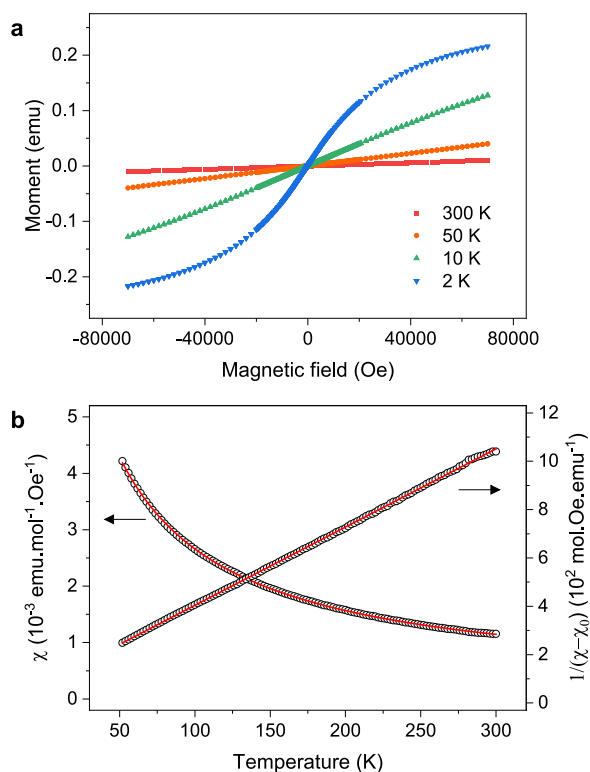 a
0.2
0.1
0.0
-0.1
-0.2
Moment (emu)
300 K
50 K
10 K
2 K
-80000 -40000 0 40000 80000
Magnetic field (Oe)
b
5
4
3
2
1
0
χ (10⁻³ emu.mol⁻¹.Oe⁻¹)
12
10
8
6
4
2
0
1/(χ−χ₀) (10² mol.Oe.emu⁻¹)
50 100 150 200 250 300
Temperature (K)